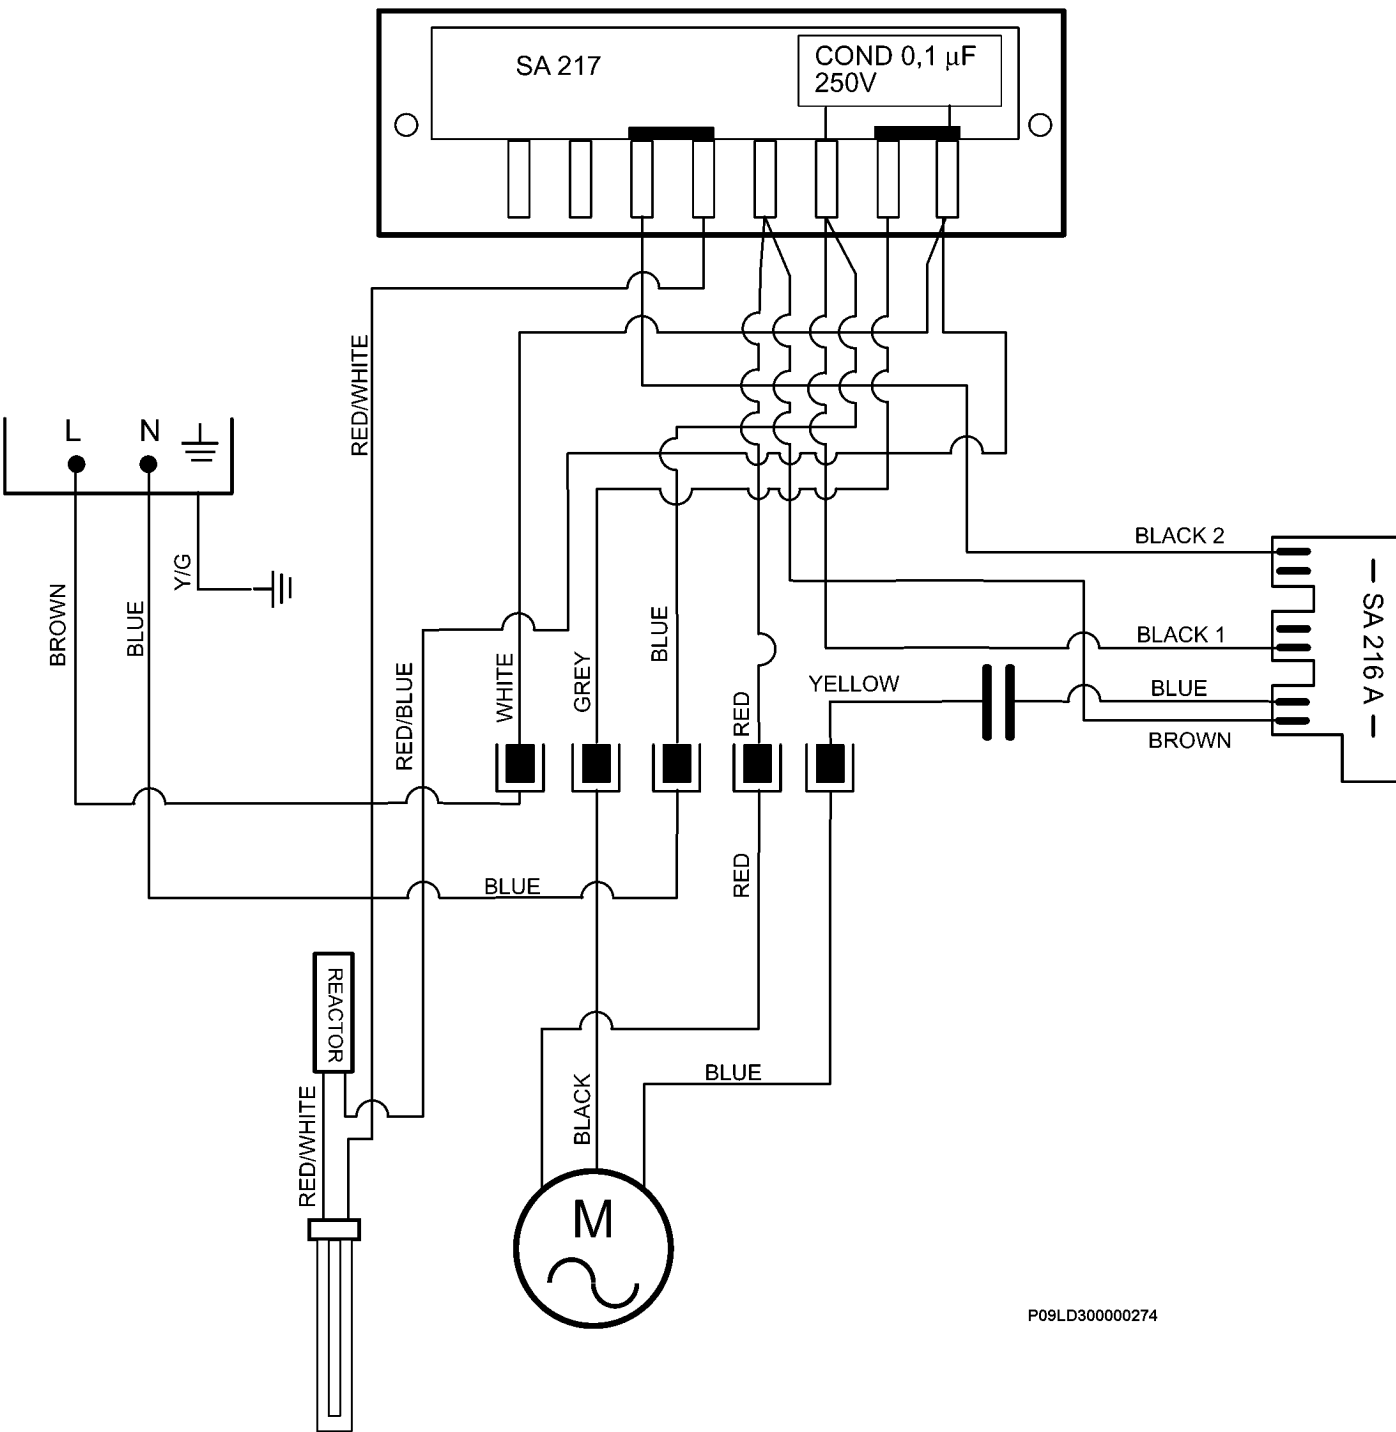 SA 217
COND 0,1 µF
250V
RED/WHITE
L
N
BLACK 2
Y/G
BROWN
BLUE
BLUE
– SA 216 A –
BLACK 1
RED/BLUE
WHITE
GREY
RED
YELLOW
BLUE
BROWN
BLUE
RED
REACTOR
BLUE
RED/WHITE
BLACK
M
P09LD300000274